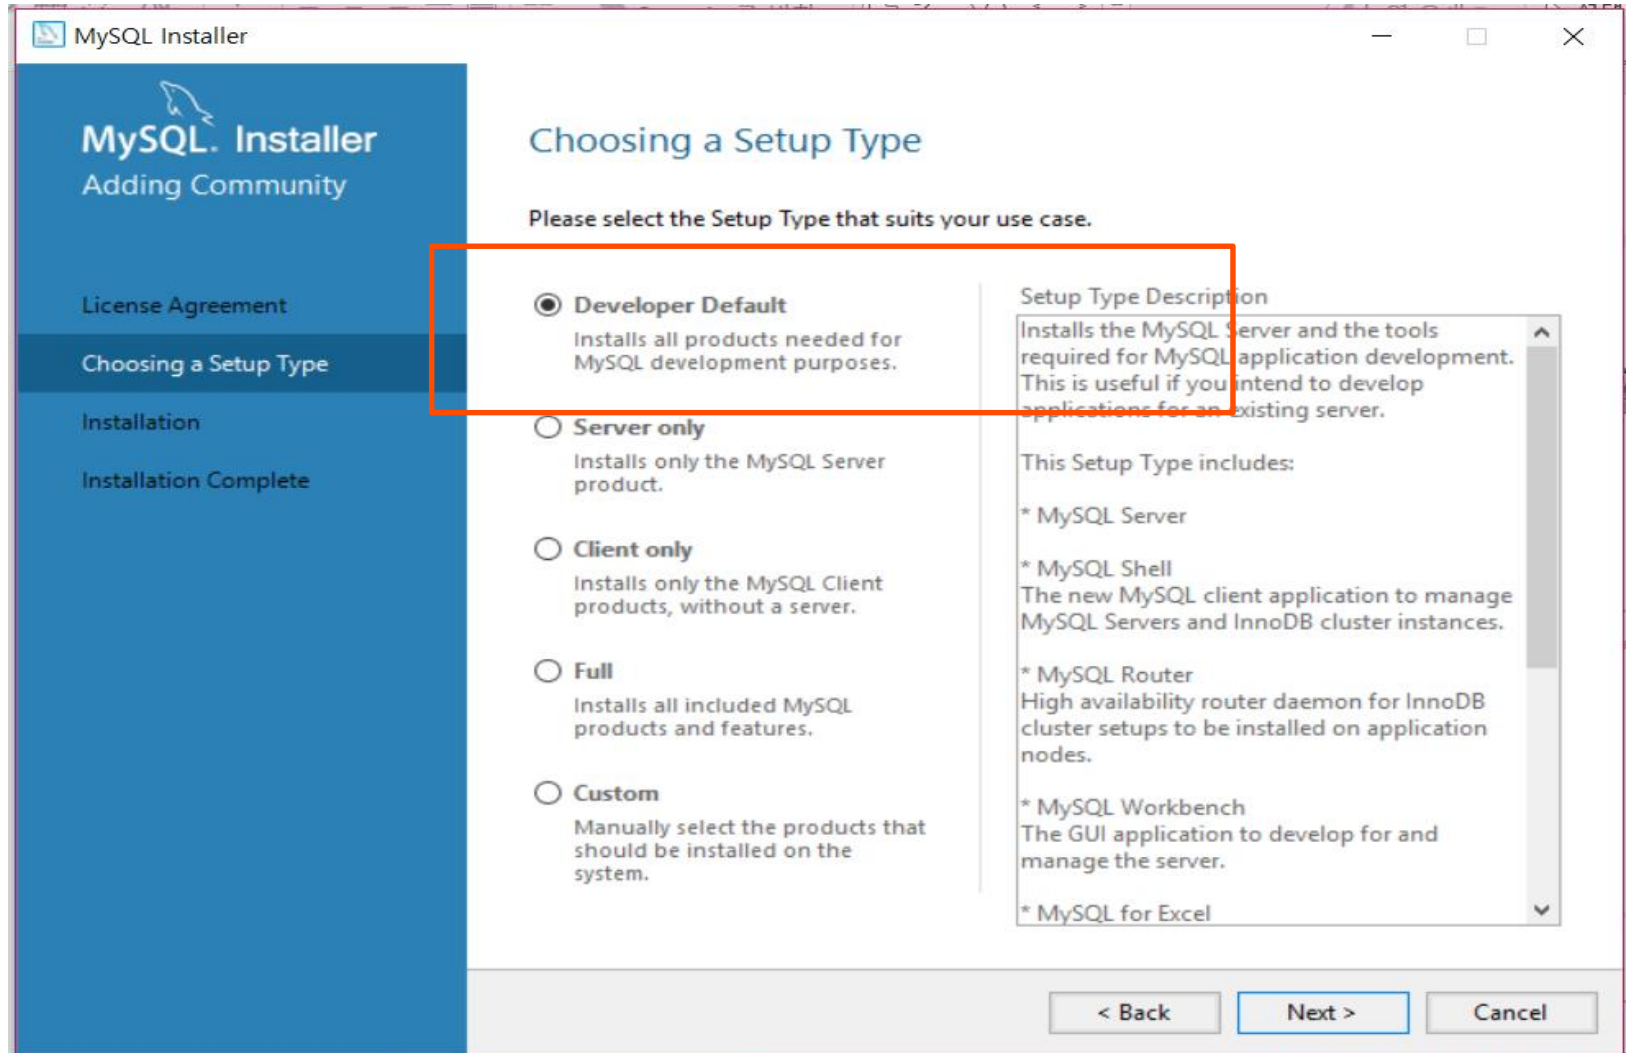 MySQL Installer
MySQL. Installer
Adding Community
License Agreement
Choosing a Setup Type
Installation
Installation Complete
Choosing a Setup Type
Please select the Setup Type that suits your use case.
Developer Default
Installs all products needed for
MySQL development purposes.
Server only
Installs only the MySQL Server
product.
Client only
Installs only the MySQL Client
products, without a server.
Full
Installs all included MySQL
products and features.
Custom
Manually select the products that
should be installed on the
system.
Setup Type Description
Installs the MySQL Server and the tools
required for MySQL application development.
This is useful if you intend to develop
applications for an existing server.
This Setup Type includes:
* MySQL Server
* MySQL Shell
The new MySQL client application to manage
MySQL Servers and InnoDB cluster instances.
* MySQL Router
High availability router daemon for InnoDB
cluster setups to be installed on application
nodes.
* MySQL Workbench
The GUI application to develop for and
manage the server.
* MySQL for Excel
< Back
Next >
Cancel